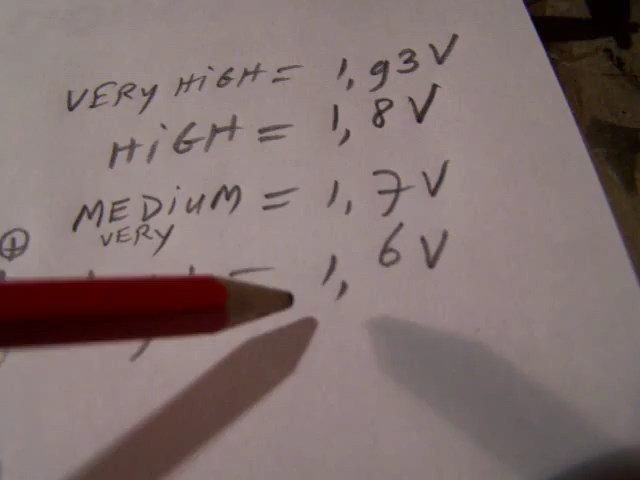 VERY HiGH = 1,93V
HiGH = 1,8V
MEDiUM = 1,7V
VERY
= 1,6V